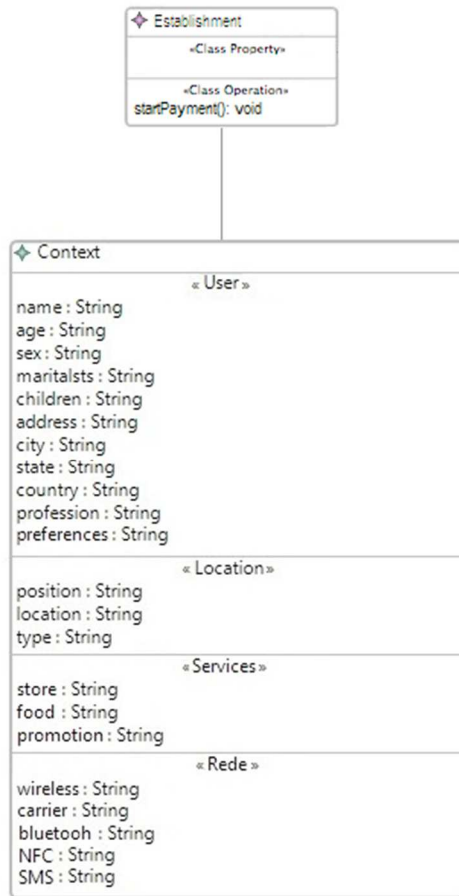 Establishment
«Class Property»
«Class Operation»
startPayment(): void
Context
« User »
name : String
age : String
sex : String
maritalsts : String
children : String
address : String
city : String
state : String
country : String
profession : String
preferences : String
« Location »
position : String
location : String
type : String
«Services»
store : String
food : String
promotion : String
« Rede »
wireless : String
carrier : String
bluetooh : String
NFC : String
SMS : String